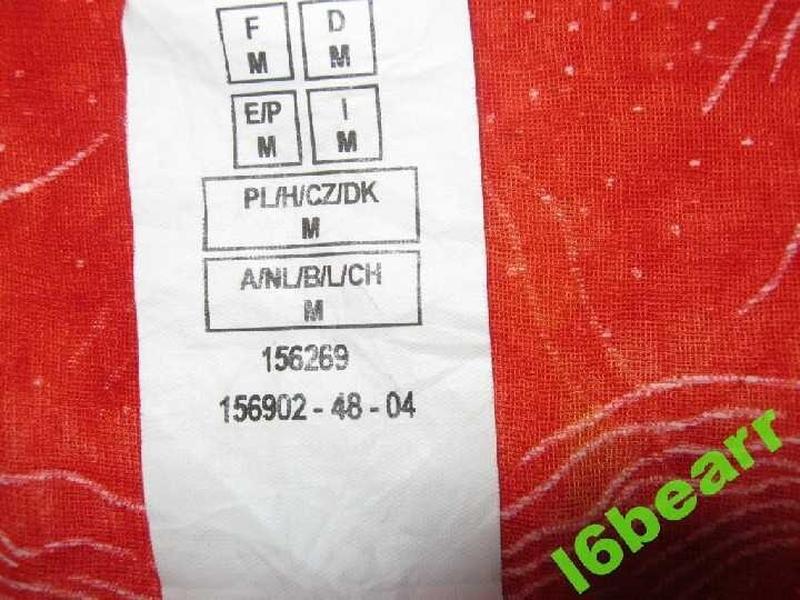 F
M
D
M
E/P
M
I
M
PL/H/CZ/DK
M
A/NL/B/L/CH
M
156269
156902 - 48 - 04
l6bearr